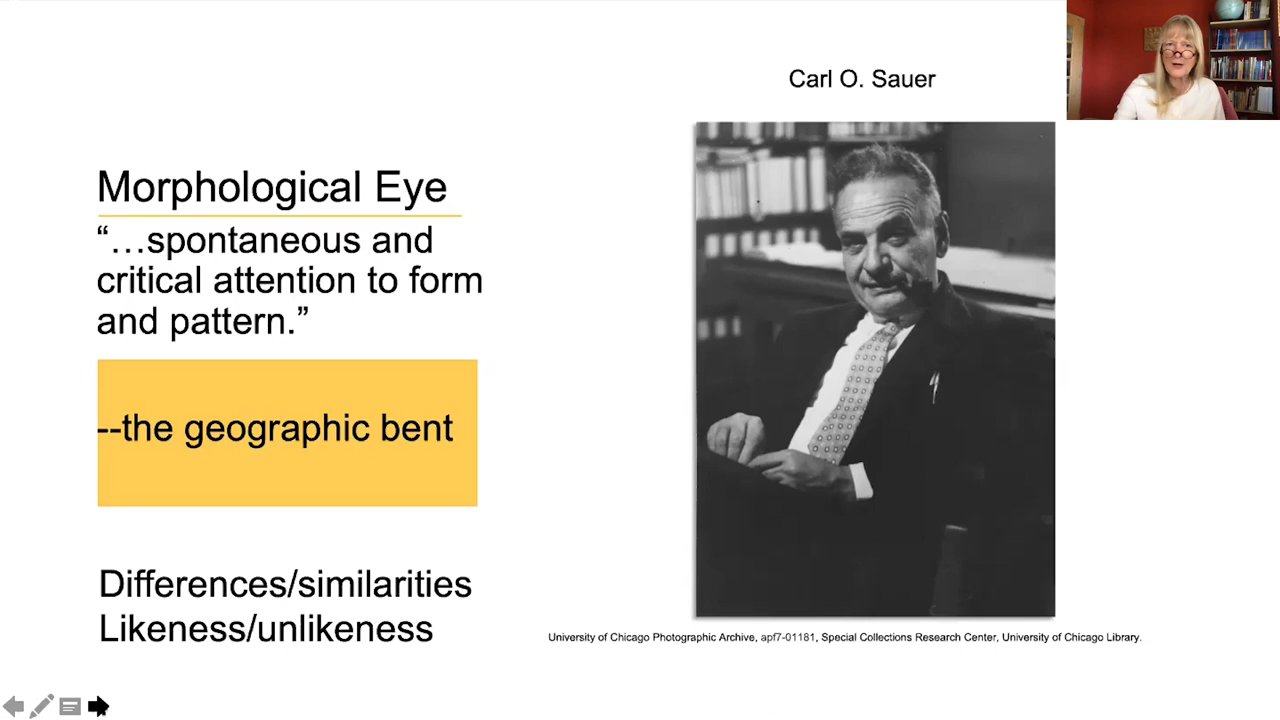 Carl O. Sauer
Morphological Eye
“…spontaneous and
critical attention to form
and pattern.”
--the geographic bent
Differences/similarities
Likeness/unlikeness
University of Chicago Photographic Archive, apf7-01181, Special Collections Research Center, University of Chicago Library.